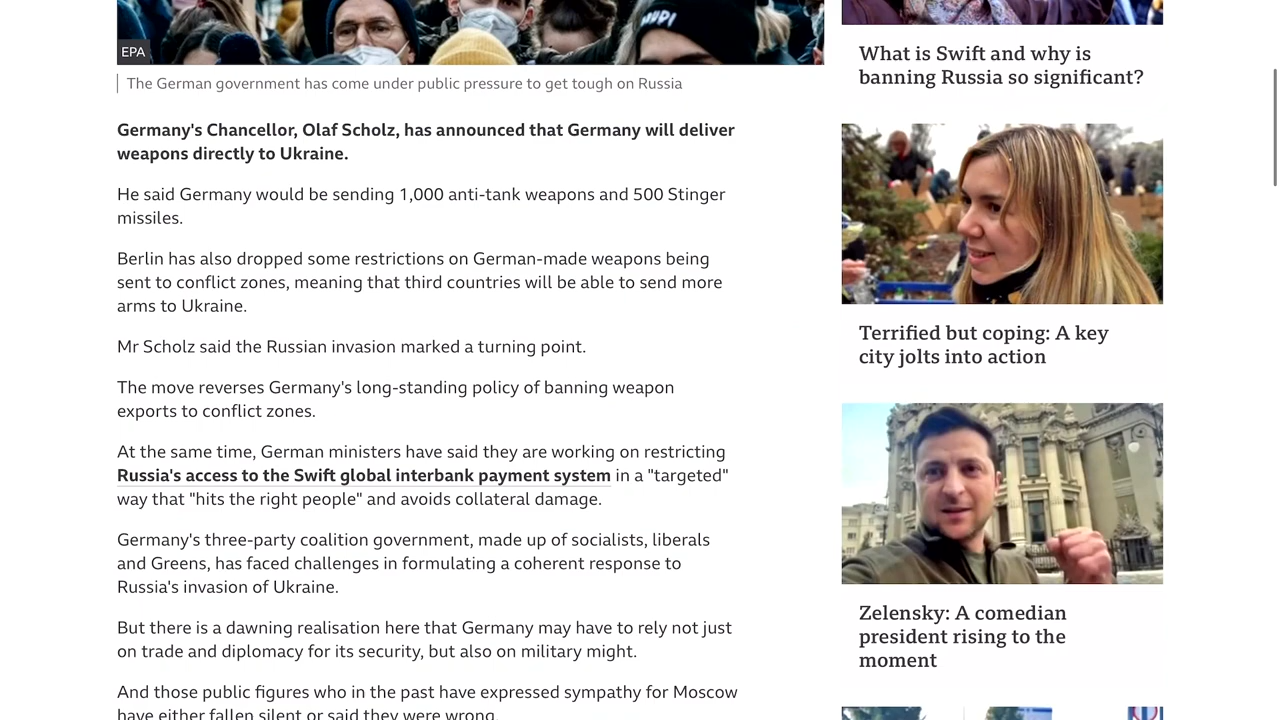 NUPI
EPA
The German government has come under public pressure to get tough on Russia
Germany's Chancellor, Olaf Scholz, has announced that Germany will deliver
weapons directly to Ukraine.
He said Germany would be sending 1,000 anti-tank weapons and 500 Stinger
missiles.
Berlin has also dropped some restrictions on German-made weapons being
sent to conflict zones, meaning that third countries will be able to send more
arms to Ukraine.
Mr Scholz said the Russian invasion marked a turning point.
The move reverses Germany's long-standing policy of banning weapon
exports to conflict zones.
At the same time, German ministers have said they are working on restricting
Russia's access to the Swift global interbank payment system in a "targeted"
way that "hits the right people" and avoids collateral damage.
Germany's three-party coalition government, made up of socialists, liberals
and Greens, has faced challenges in formulating a coherent response to
Russia's invasion of Ukraine.
But there is a dawning realisation here that Germany may have to rely not just
on trade and diplomacy for its security, but also on military might.
And those public figures who in the past have expressed sympathy for Moscow
have either fallen silent or said they were wrong.
What is Swift and why is
banning Russia so significant?
Terrified but coping: A key
city jolts into action
Zelensky: A comedian
president rising to the
moment